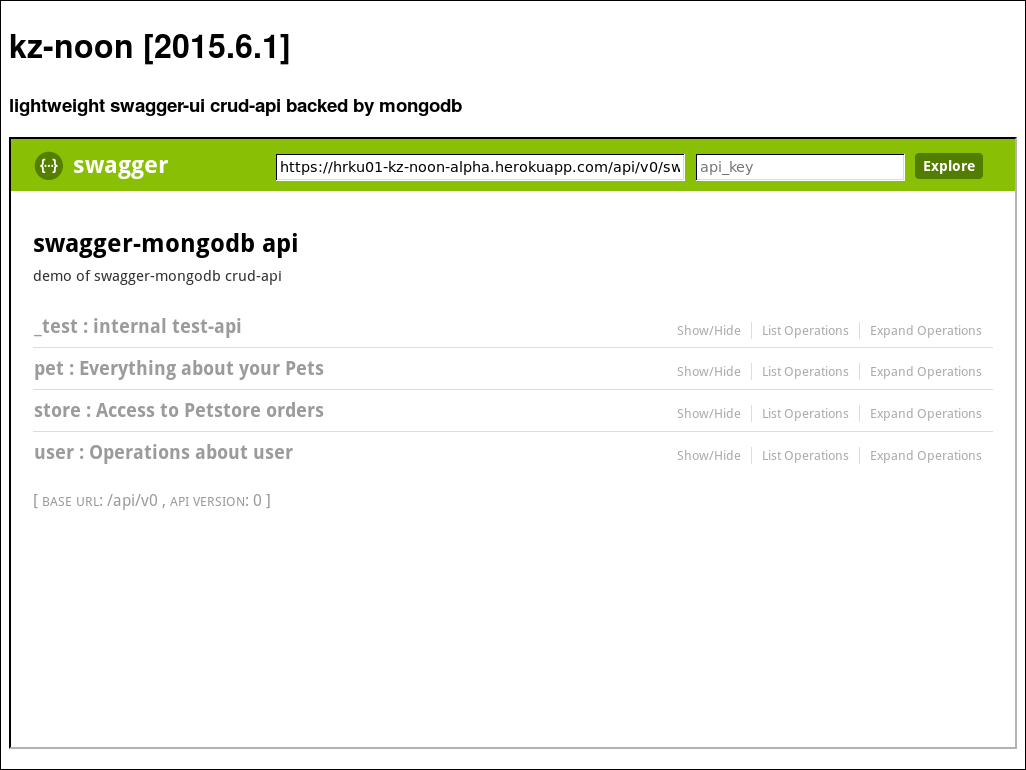 kz-noon [2015.6.1]
lightweight swagger-ui crud-api backed by mongodb
{···} swagger https://hrku01-kz-noon-alpha.herokuapp.com/api/v0/sw api_key Explore
swagger-mongodb api
demo of swagger-mongodb crud-api
_test : internal test-api Show/Hide List Operations Expand Operations
pet : Everything about your Pets Show/Hide List Operations Expand Operations
store : Access to Petstore orders Show/Hide List Operations Expand Operations
user : Operations about user Show/Hide List Operations Expand Operations
[ BASE URL: /api/v0 , API VERSION: 0 ]